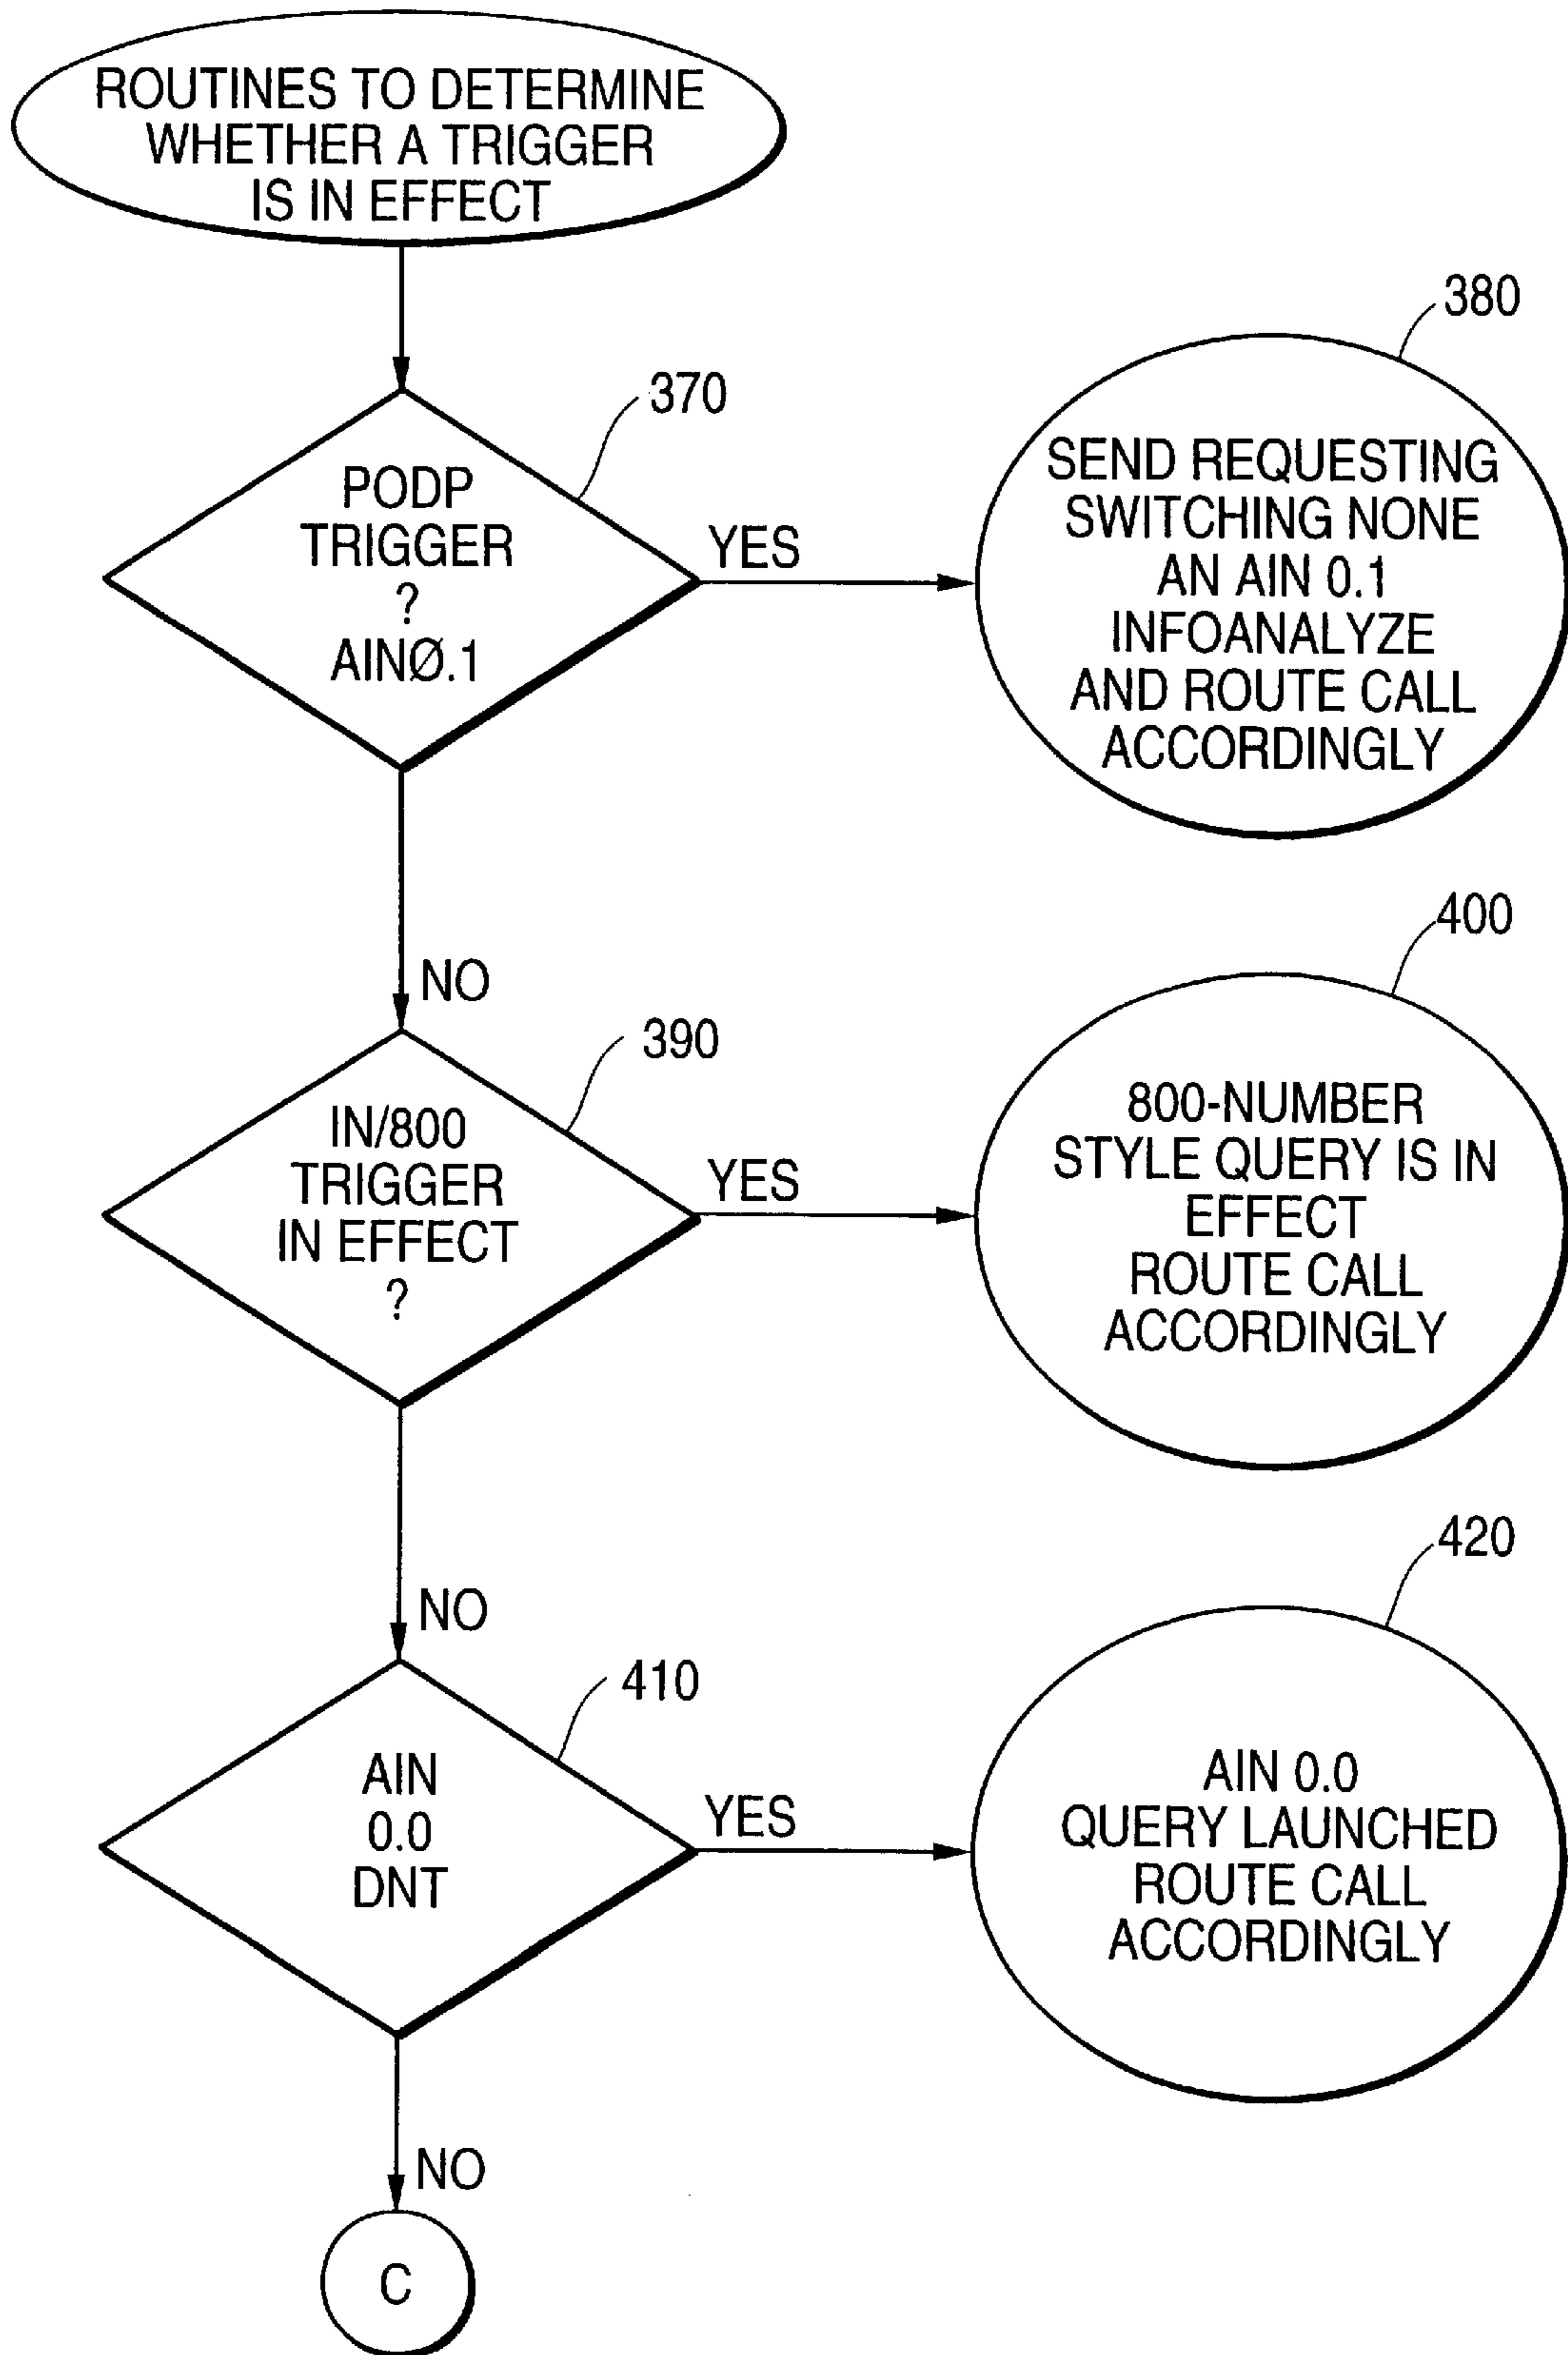 ROUTINES TO DETERMINE
WHETHER A TRIGGER
IS IN EFFECT
370
PODP
TRIGGER
?
AINØ.1
YES
380
SEND REQUESTING
SWITCHING NONE
AN AIN 0.1
INFOANALYZE
AND ROUTE CALL
ACCORDINGLY
NO
390
IN/800
TRIGGER
IN EFFECT
?
YES
400
800-NUMBER
STYLE QUERY IS IN
EFFECT
ROUTE CALL
ACCORDINGLY
NO
410
AIN
0.0
DNT
YES
420
AIN 0.0
QUERY LAUNCHED
ROUTE CALL
ACCORDINGLY
NO
C